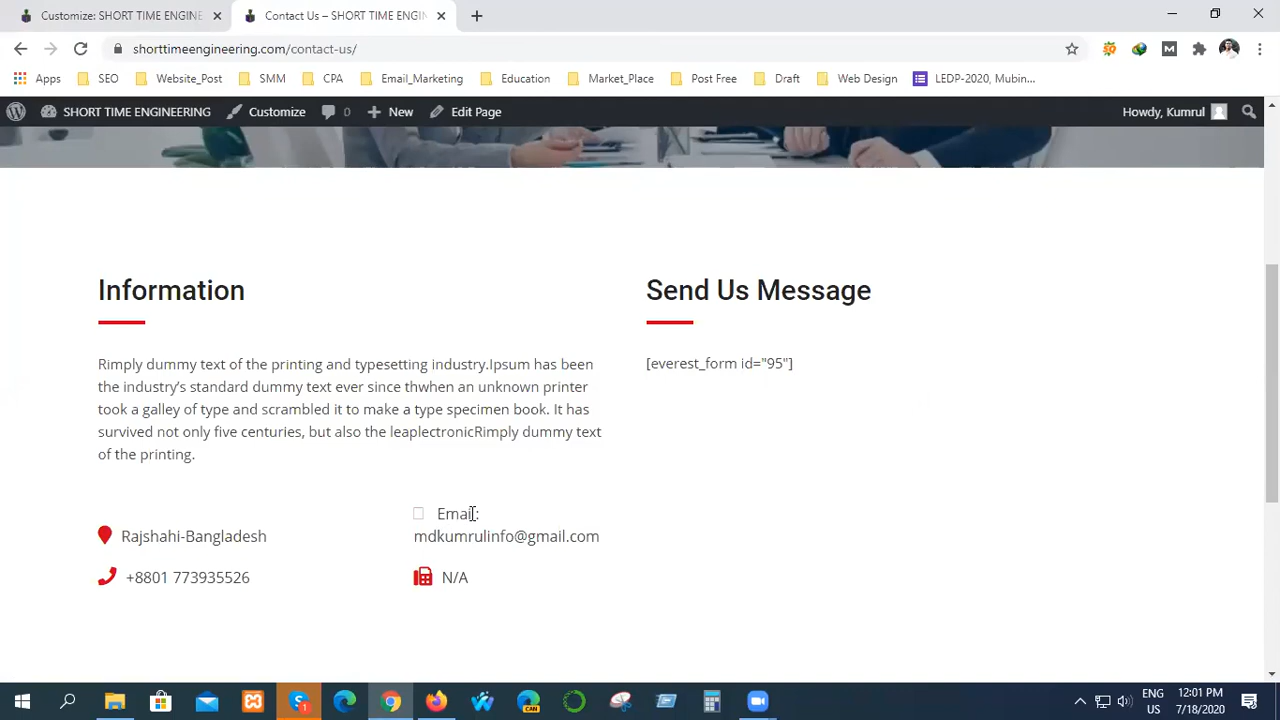 Customize: SHORT TIME ENGINE
Contact Us – SHORT TIME ENGIN
shorttimeengineering.com/contact-us/
Apps
SEO
Website_Post
SMM
CPA
Email_Marketing
Education
Market_Place
Post free
Draft
Web Design
LEDP-2020, Mubin...
SHORT TIME ENGINEERING
Customize
0
New
Edit Page
Howdy, Kumrul
Information
Send Us Message
Rimply dummy text of the printing and typesetting industry.Ipsum has been
the industry’s standard dummy text ever since thwhen an unknown printer
took a galley of type and scrambled it to make a type specimen book. It has
survived not only five centuries, but also the leaplectronicRimply dummy text
of the printing.
[everest_form id="95"]
Rajshahi-Bangladesh
Email:
mdkumrulinfo@gmail.com
+8801 773935526
N/A
ENG
US
12:01 PM
7/18/2020